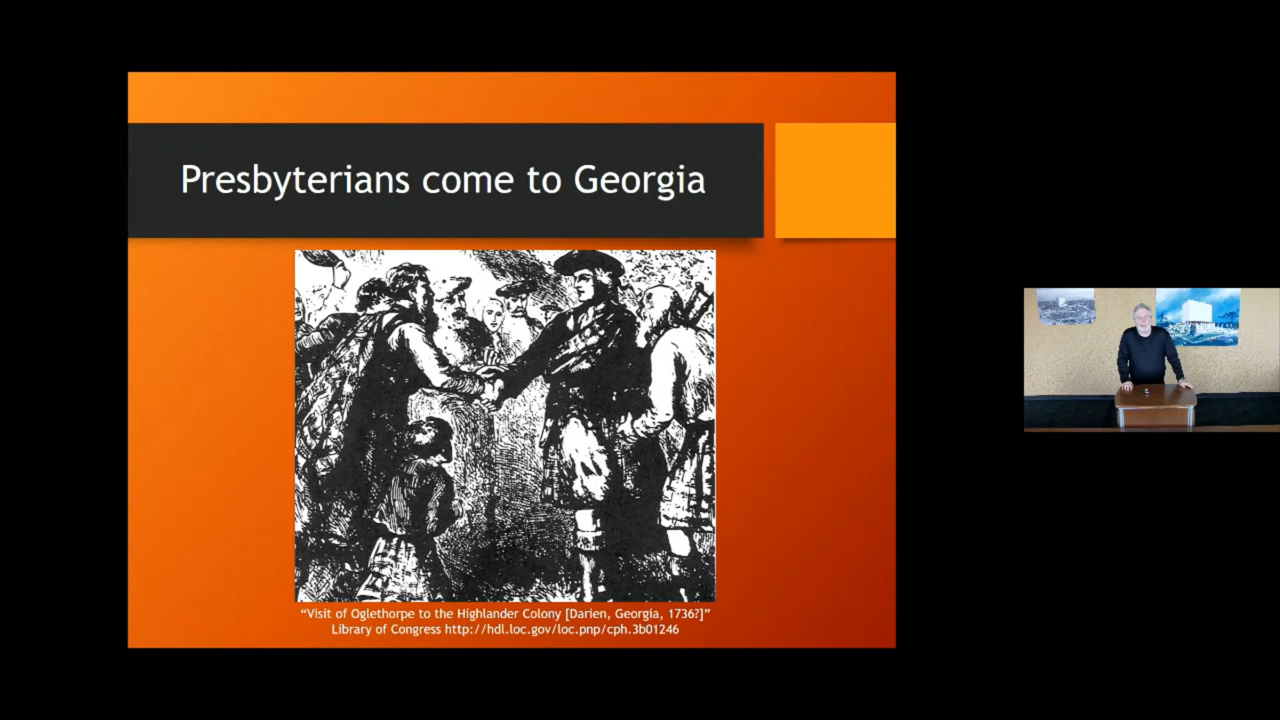 Presbyterians come to Georgia
“Visit of Oglethorpe to the Highlander Colony [Darien, Georgia, 1736?]”
Library of Congress http://hdl.loc.gov/loc.pnp/cph.3b01246